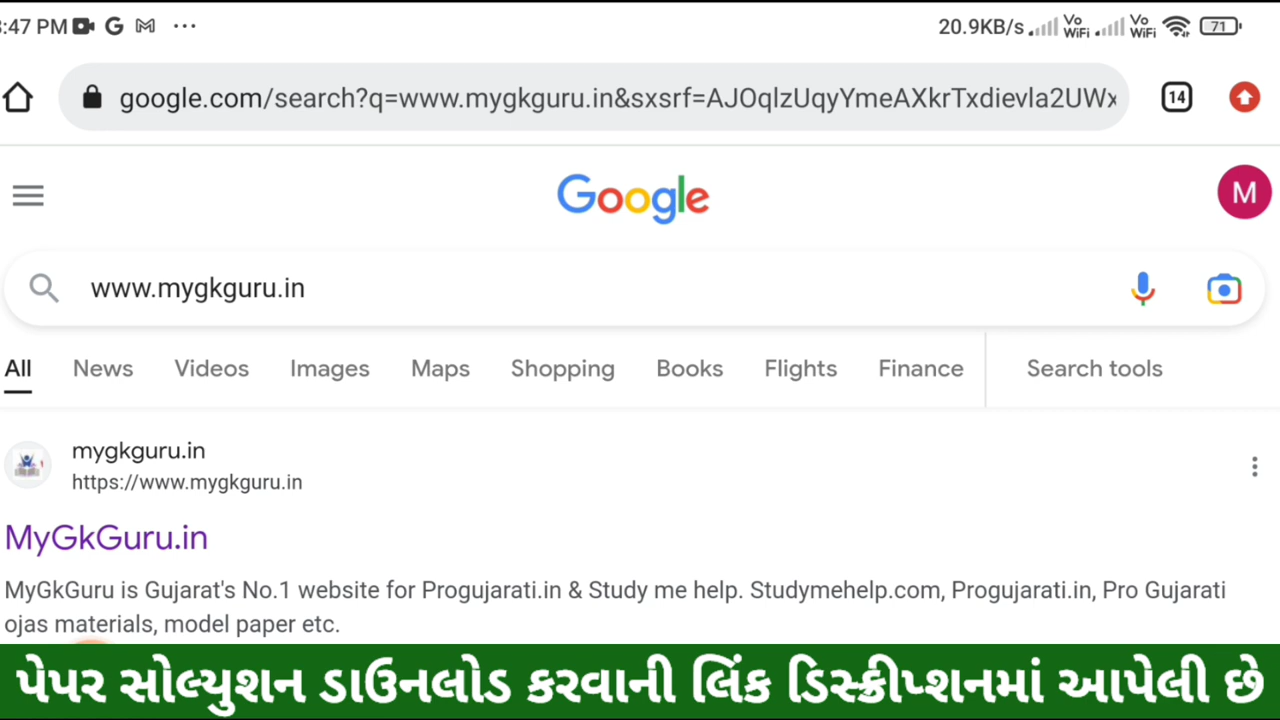 :47 PM G M ...
20.9KB/s Vo WiFi Vo WiFi 71
google.com/search?q=www.mygkguru.in&sxsrf=AJOqlzUqyYmeAXkrTxdievla2UWx
14
Google
M
www.mygkguru.in
All News Videos Images Maps Shopping Books Flights Finance Search tools
mygkguru.in
https://www.mygkguru.in
MyGkGuru.in
MyGkGuru is Gujarat's No.1 website for Progujarati.in & Study me help. Studymehelp.com, Progujarati.in, Pro Gujarati
ojas materials, model paper etc.
પેપર સોલ્યુશન ડાઉનલોડ કરવાની લિંક ડિસ્ક્રીપ્શનમાં આપેલી છે